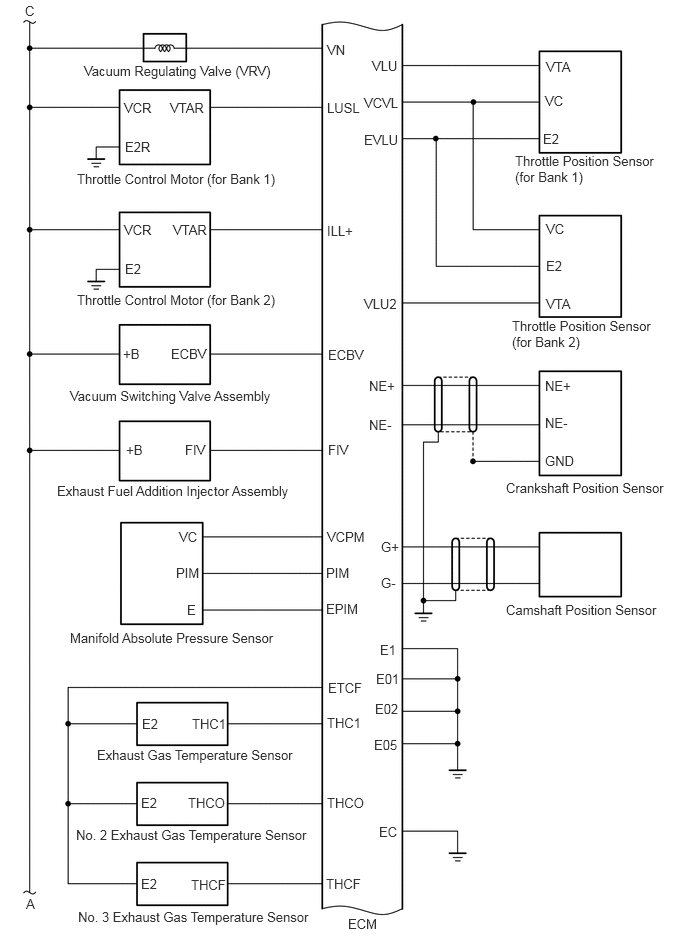 C
VN
Vacuum Regulating Valve (VRV)
VCR VTAR LUSL
E2R
Throttle Control Motor (for Bank 1)
VCR VTAR ILL+
E2
Throttle Control Motor (for Bank 2)
+B ECBV ECBV
Vacuum Switching Valve Assembly
+B FIV FIV
Exhaust Fuel Addition Injector Assembly
VC VCPM
PIM PIM
E EPIM
Manifold Absolute Pressure Sensor
ETCF
E2 THC1 THC1
Exhaust Gas Temperature Sensor
E2 THCO THCO
No. 2 Exhaust Gas Temperature Sensor
E2 THCF THCF
No. 3 Exhaust Gas Temperature Sensor
A
ECM
VLU VTA
VCVL VC
EVLU E2
Throttle Position Sensor
(for Bank 1)
VC
E2
VLU2 VTA
Throttle Position Sensor
(for Bank 2)
NE+ NE+
NE- NE-
GND
Crankshaft Position Sensor
G+
G-
Camshaft Position Sensor
E1
E01
E02
E05
EC